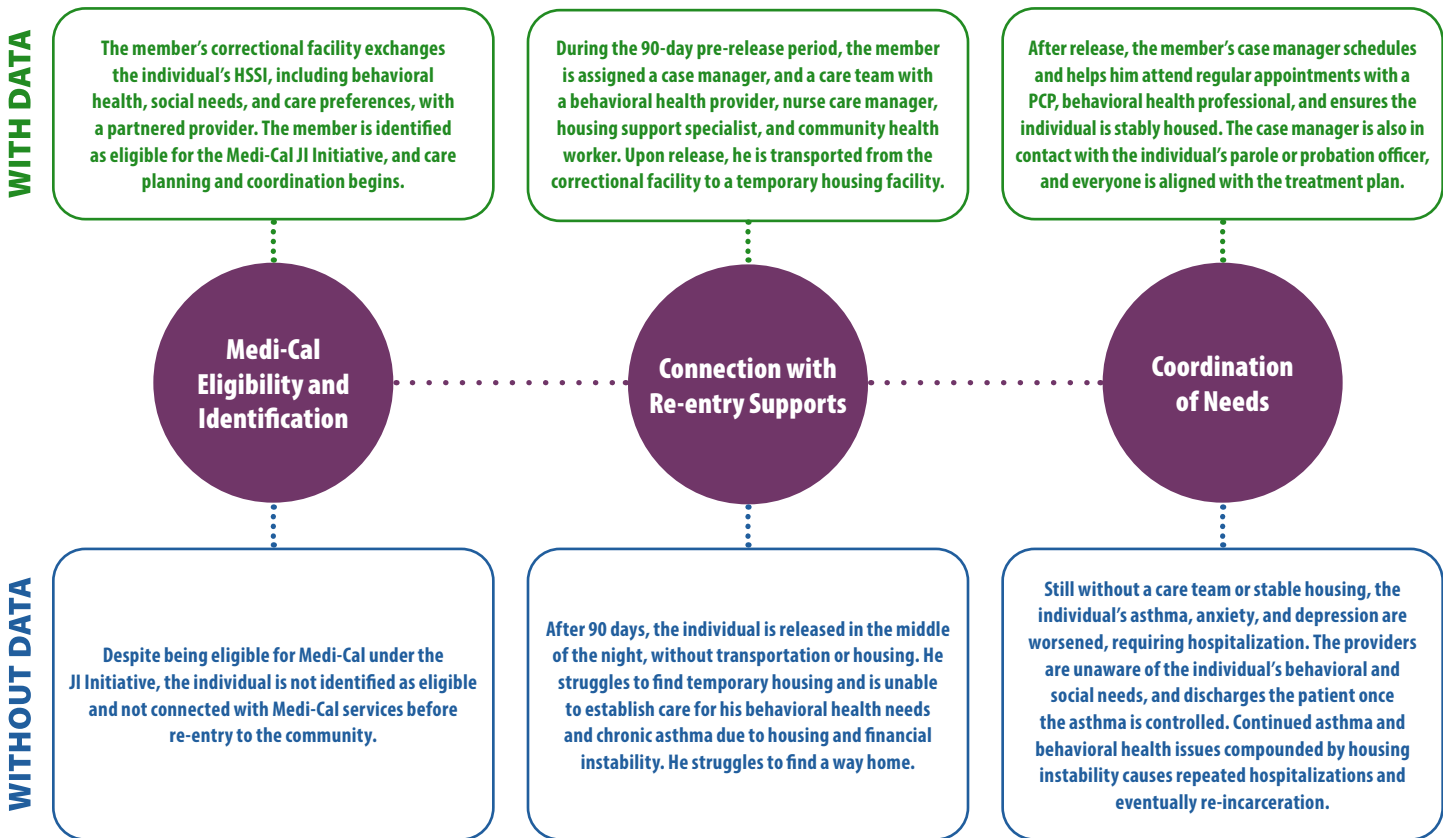 WITH DATA
The member’s correctional facility exchanges
the individual’s HSSI, including behavioral
health, social needs, and care preferences, with
a partnered provider. The member is identified
as eligible for the Medi-Cal JI Initiative, and care
planning and coordination begins.
During the 90-day pre-release period, the member
is assigned a case manager, and a care team with
a behavioral health provider, nurse care manager,
housing support specialist, and community health
worker. Upon release, he is transported from the
correctional facility to a temporary housing facility.
After release, the member’s case manager schedules
and helps him attend regular appointments with a
PCP, behavioral health professional, and ensures the
individual is stably housed. The case manager is also in
contact with the individual’s parole or probation officer,
and everyone is aligned with the treatment plan.
Medi-Cal
Eligibility and
Identification
Connection with
Re-entry Supports
Coordination
of Needs
WITHOUT DATA
Despite being eligible for Medi-Cal under the
JI Initiative, the individual is not identified as eligible
and not connected with Medi-Cal services before
re-entry to the community.
After 90 days, the individual is released in the middle
of the night, without transportation or housing. He
struggles to find temporary housing and is unable
to establish care for his behavioral health needs
and chronic asthma due to housing and financial
instability. He struggles to find a way home.
Still without a care team or stable housing, the
individual’s asthma, anxiety, and depression are
worsened, requiring hospitalization. The providers
are unaware of the individual’s behavioral and
social needs, and discharges the patient once
the asthma is controlled. Continued asthma and
behavioral health issues compounded by housing
instability causes repeated hospitalizations and
eventually re-incarceration.